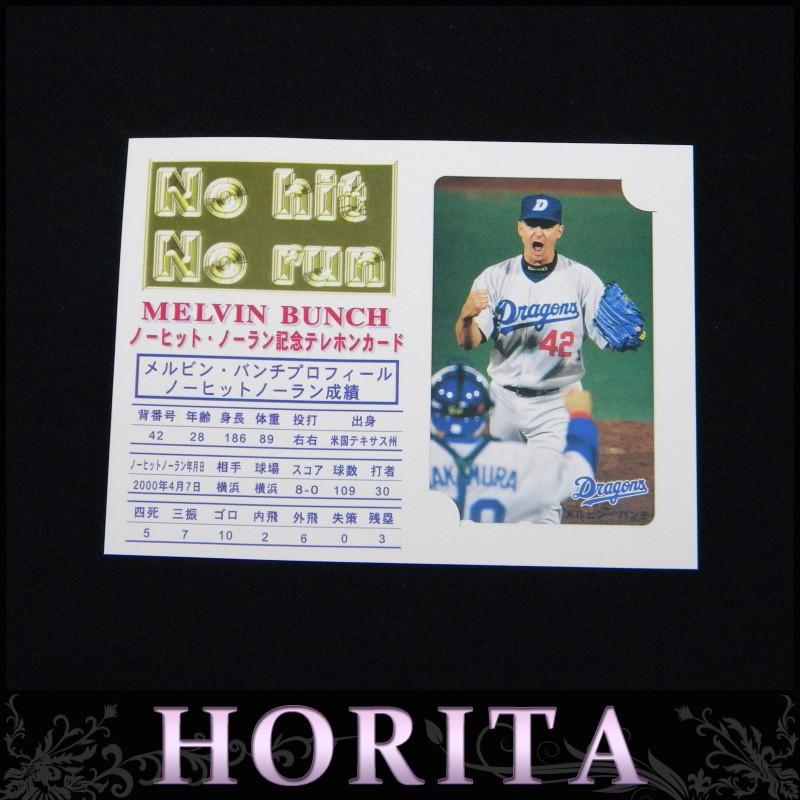 No hit
No run
MELVIN BUNCH
ノーヒット・ノーラン記念テレホンカード
メルビン・バンチプロフィール
ノーヒットノーラン成績
背番号 年齢 身長 体重 投打 出身
42 28 186 89 右右 米国テキサス州
ノーヒットノーラン年月日 相手 球場 スコア 球数 打者
2000年4月7日 横浜 横浜 8-0 109 30
四死 三振 ゴロ 内飛 外飛 失策 残塁
5 7 10 2 6 0 3
D
Dragons
42
AKAMURA
Dragons
メルビン・バンチ
HORITA